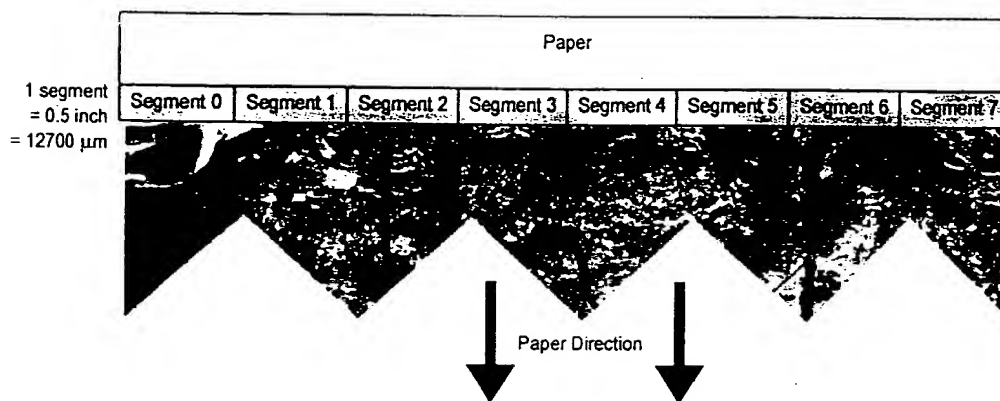 Paper
1 segment
= 0.5 inch
= 12700 µm
Segment 0 Segment 1 Segment 2 Segment 3 Segment 4 Segment 5 Segment 6 Segment 7
Paper Direction